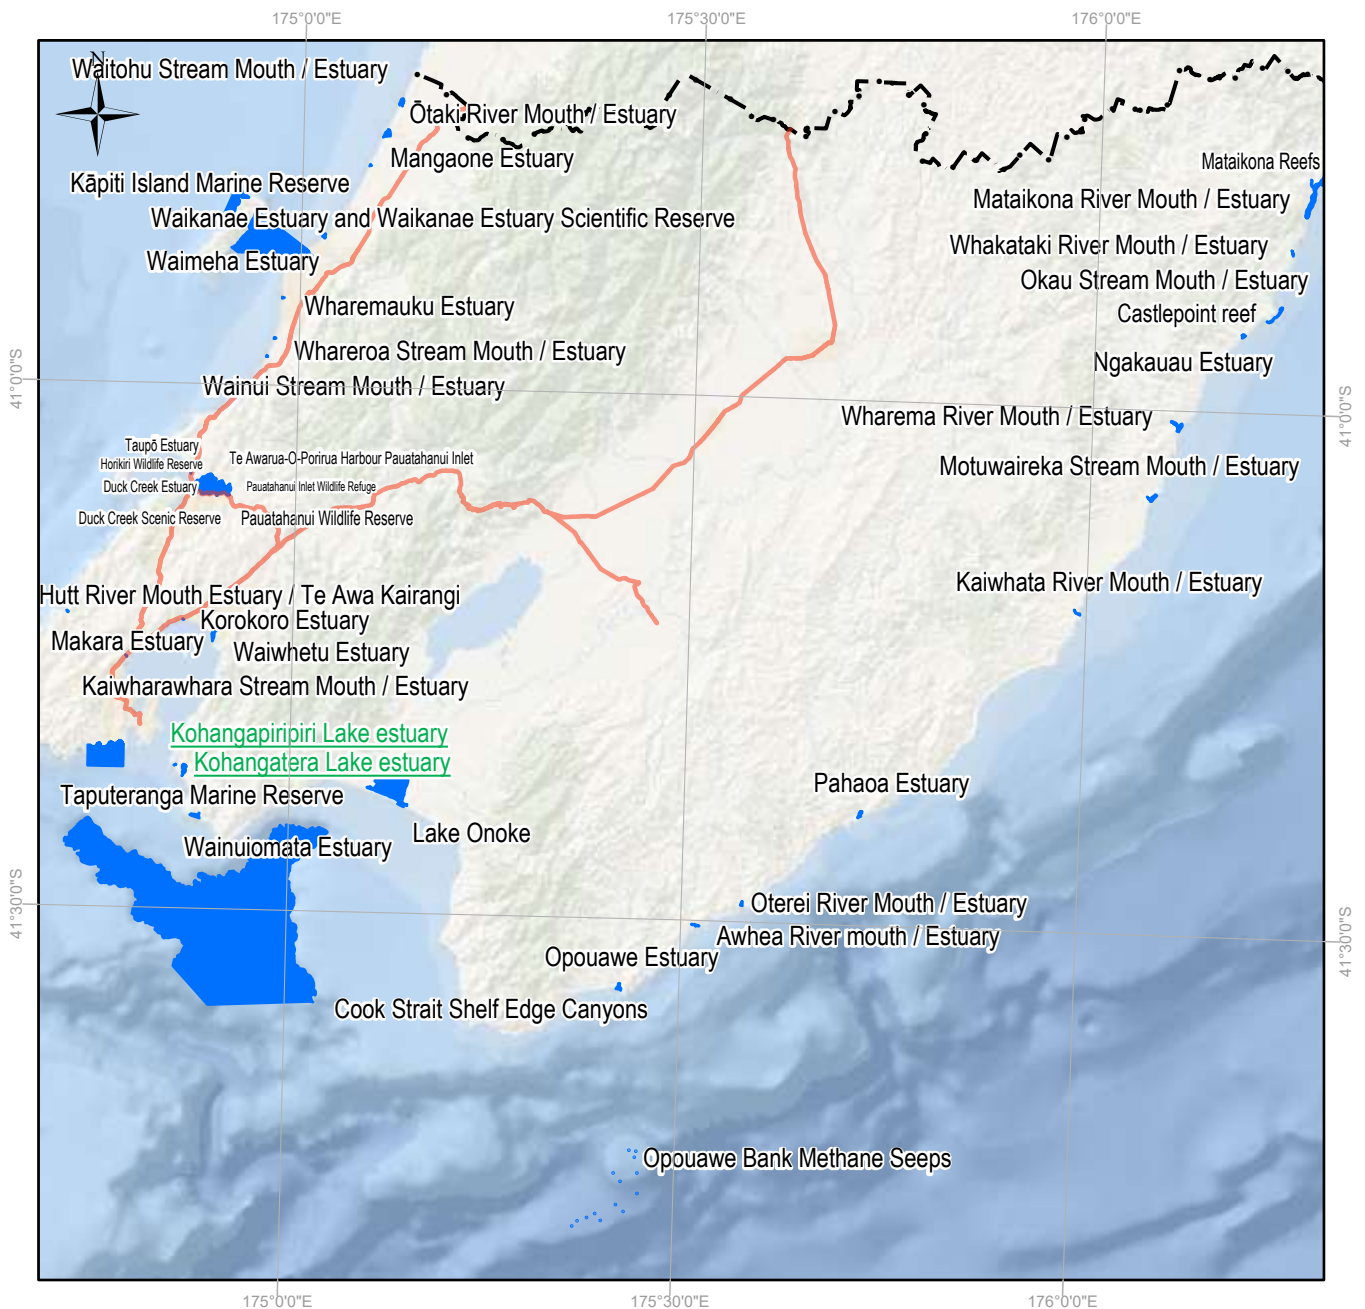 175°0'0"E
175°30'0"E
176°0'0"E
N
Waitohu Stream Mouth / Estuary
Ōtaki River Mouth / Estuary
Mangaone Estuary
Mataikona Reefs
Kāpiti Island Marine Reserve
Mataikona River Mouth / Estuary
Waikanae Estuary and Waikanae Estuary Scientific Reserve
Whakataki River Mouth / Estuary
Waimeha Estuary
Okau Stream Mouth / Estuary
Wharemauku Estuary
Castlepoint reef
Whareroa Stream Mouth / Estuary
Ngakauau Estuary
41°0'0"S
Wainui Stream Mouth / Estuary
Wharema River Mouth / Estuary
41°0'0"S
Taupō Estuary
Te Awarua-O-Porirua Harbour Pauatahanui Inlet
Horikiri Wildlife Reserve
Motuwaireka Stream Mouth / Estuary
Duck Creek Estuary
Pauatahanui Inlet Wildlife Refuge
Duck Creek Scenic Reserve
Pauatahanui Wildlife Reserve
Kaiwhata River Mouth / Estuary
Hutt River Mouth Estuary / Te Awa Kairangi
Korokoro Estuary
Makara Estuary
Waiwhetu Estuary
Kaiwharawhara Stream Mouth / Estuary
Kohangapiripiri Lake estuary
Kohangatera Lake estuary
Pahaoa Estuary
Taputeranga Marine Reserve
Lake Onoke
Wainuiomata Estuary
41°30'0"S
Oterei River Mouth / Estuary
Awhea River mouth / Estuary
41°30'0"S
Opouawe Estuary
Cook Strait Shelf Edge Canyons
Opouawe Bank Methane Seeps
175°0'0"E
175°30'0"E
176°0'0"E